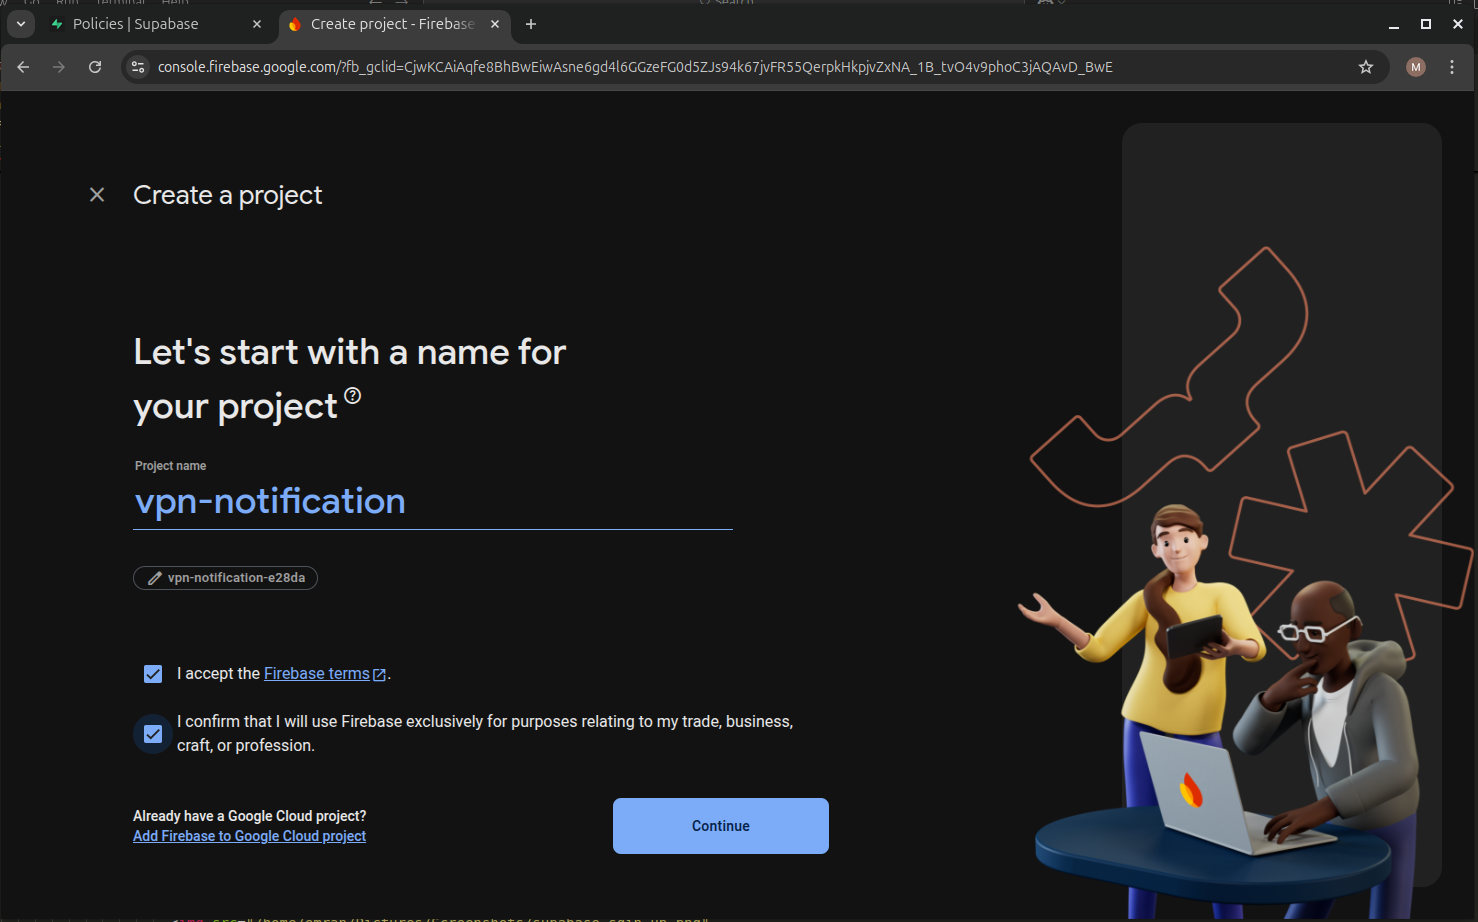 Policies | Supabase
Create project - Firebase
console.firebase.google.com/?fb_gclid=CjwKCAiAqfe8BhBwEiwAsne6gd4l6GGzeFG0d5ZJs94k67jvFR55QerpkHkpjvZxNA_1B_tvO4v9phoC3jAQAvD_BwE
M
Create a project
Let's start with a name for
your project
Project name
vpn-notification
vpn-notification-e28da
I accept the Firebase terms.
I confirm that I will use Firebase exclusively for purposes relating to my trade, business,
craft, or profession.
Already have a Google Cloud project?
Add Firebase to Google Cloud project
Continue